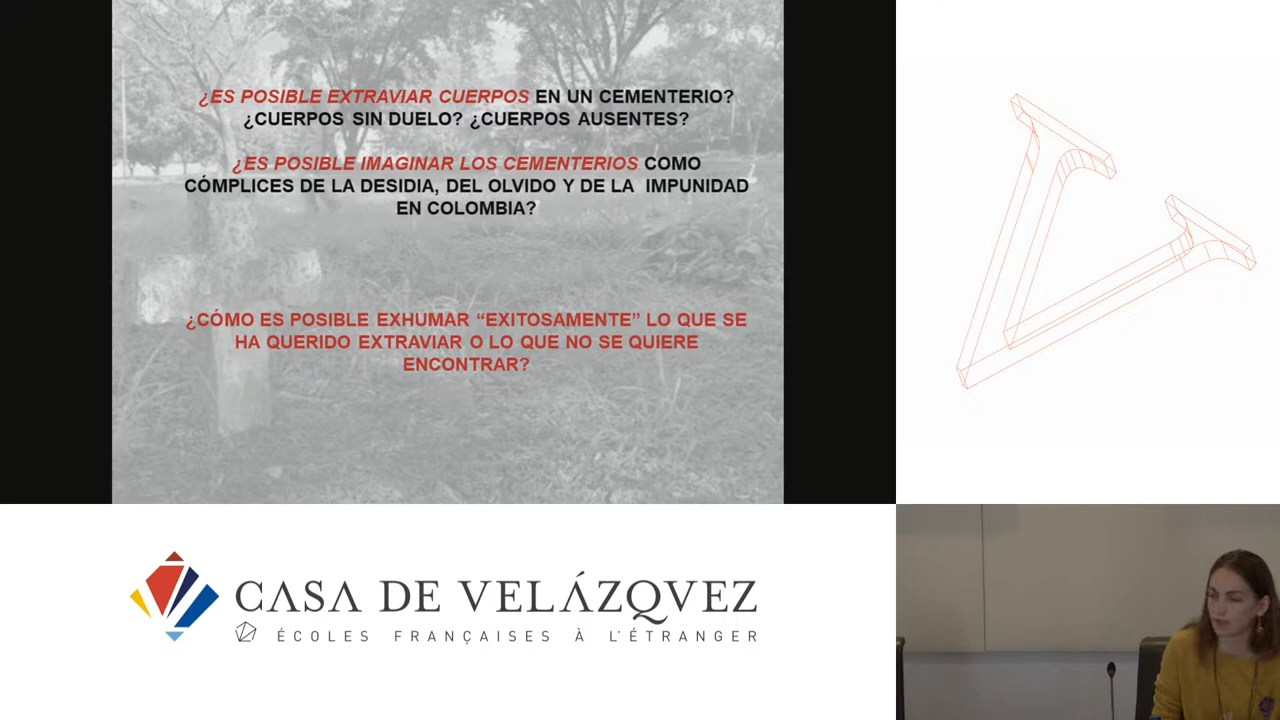 ¿ES POSIBLE EXTRAVIAR CUERPOS EN UN CEMENTERIO?
¿CUERPOS SIN DUELO? ¿CUERPOS AUSENTES?
¿ES POSIBLE IMAGINAR LOS CEMENTERIOS COMO
CÓMPLICES DE LA DESIDIA, DEL OLVIDO Y DE LA IMPUNIDAD
EN COLOMBIA?
¿CÓMO ES POSIBLE EXHUMAR “EXITOSAMENTE” LO QUE SE
HA QUERIDO EXTRAVIAR O LO QUE NO SE QUIERE
ENCONTRAR?
CASA DE VELÁZQVEZ
ÉCOLES FRANÇAISES À L'ÉTRANGER